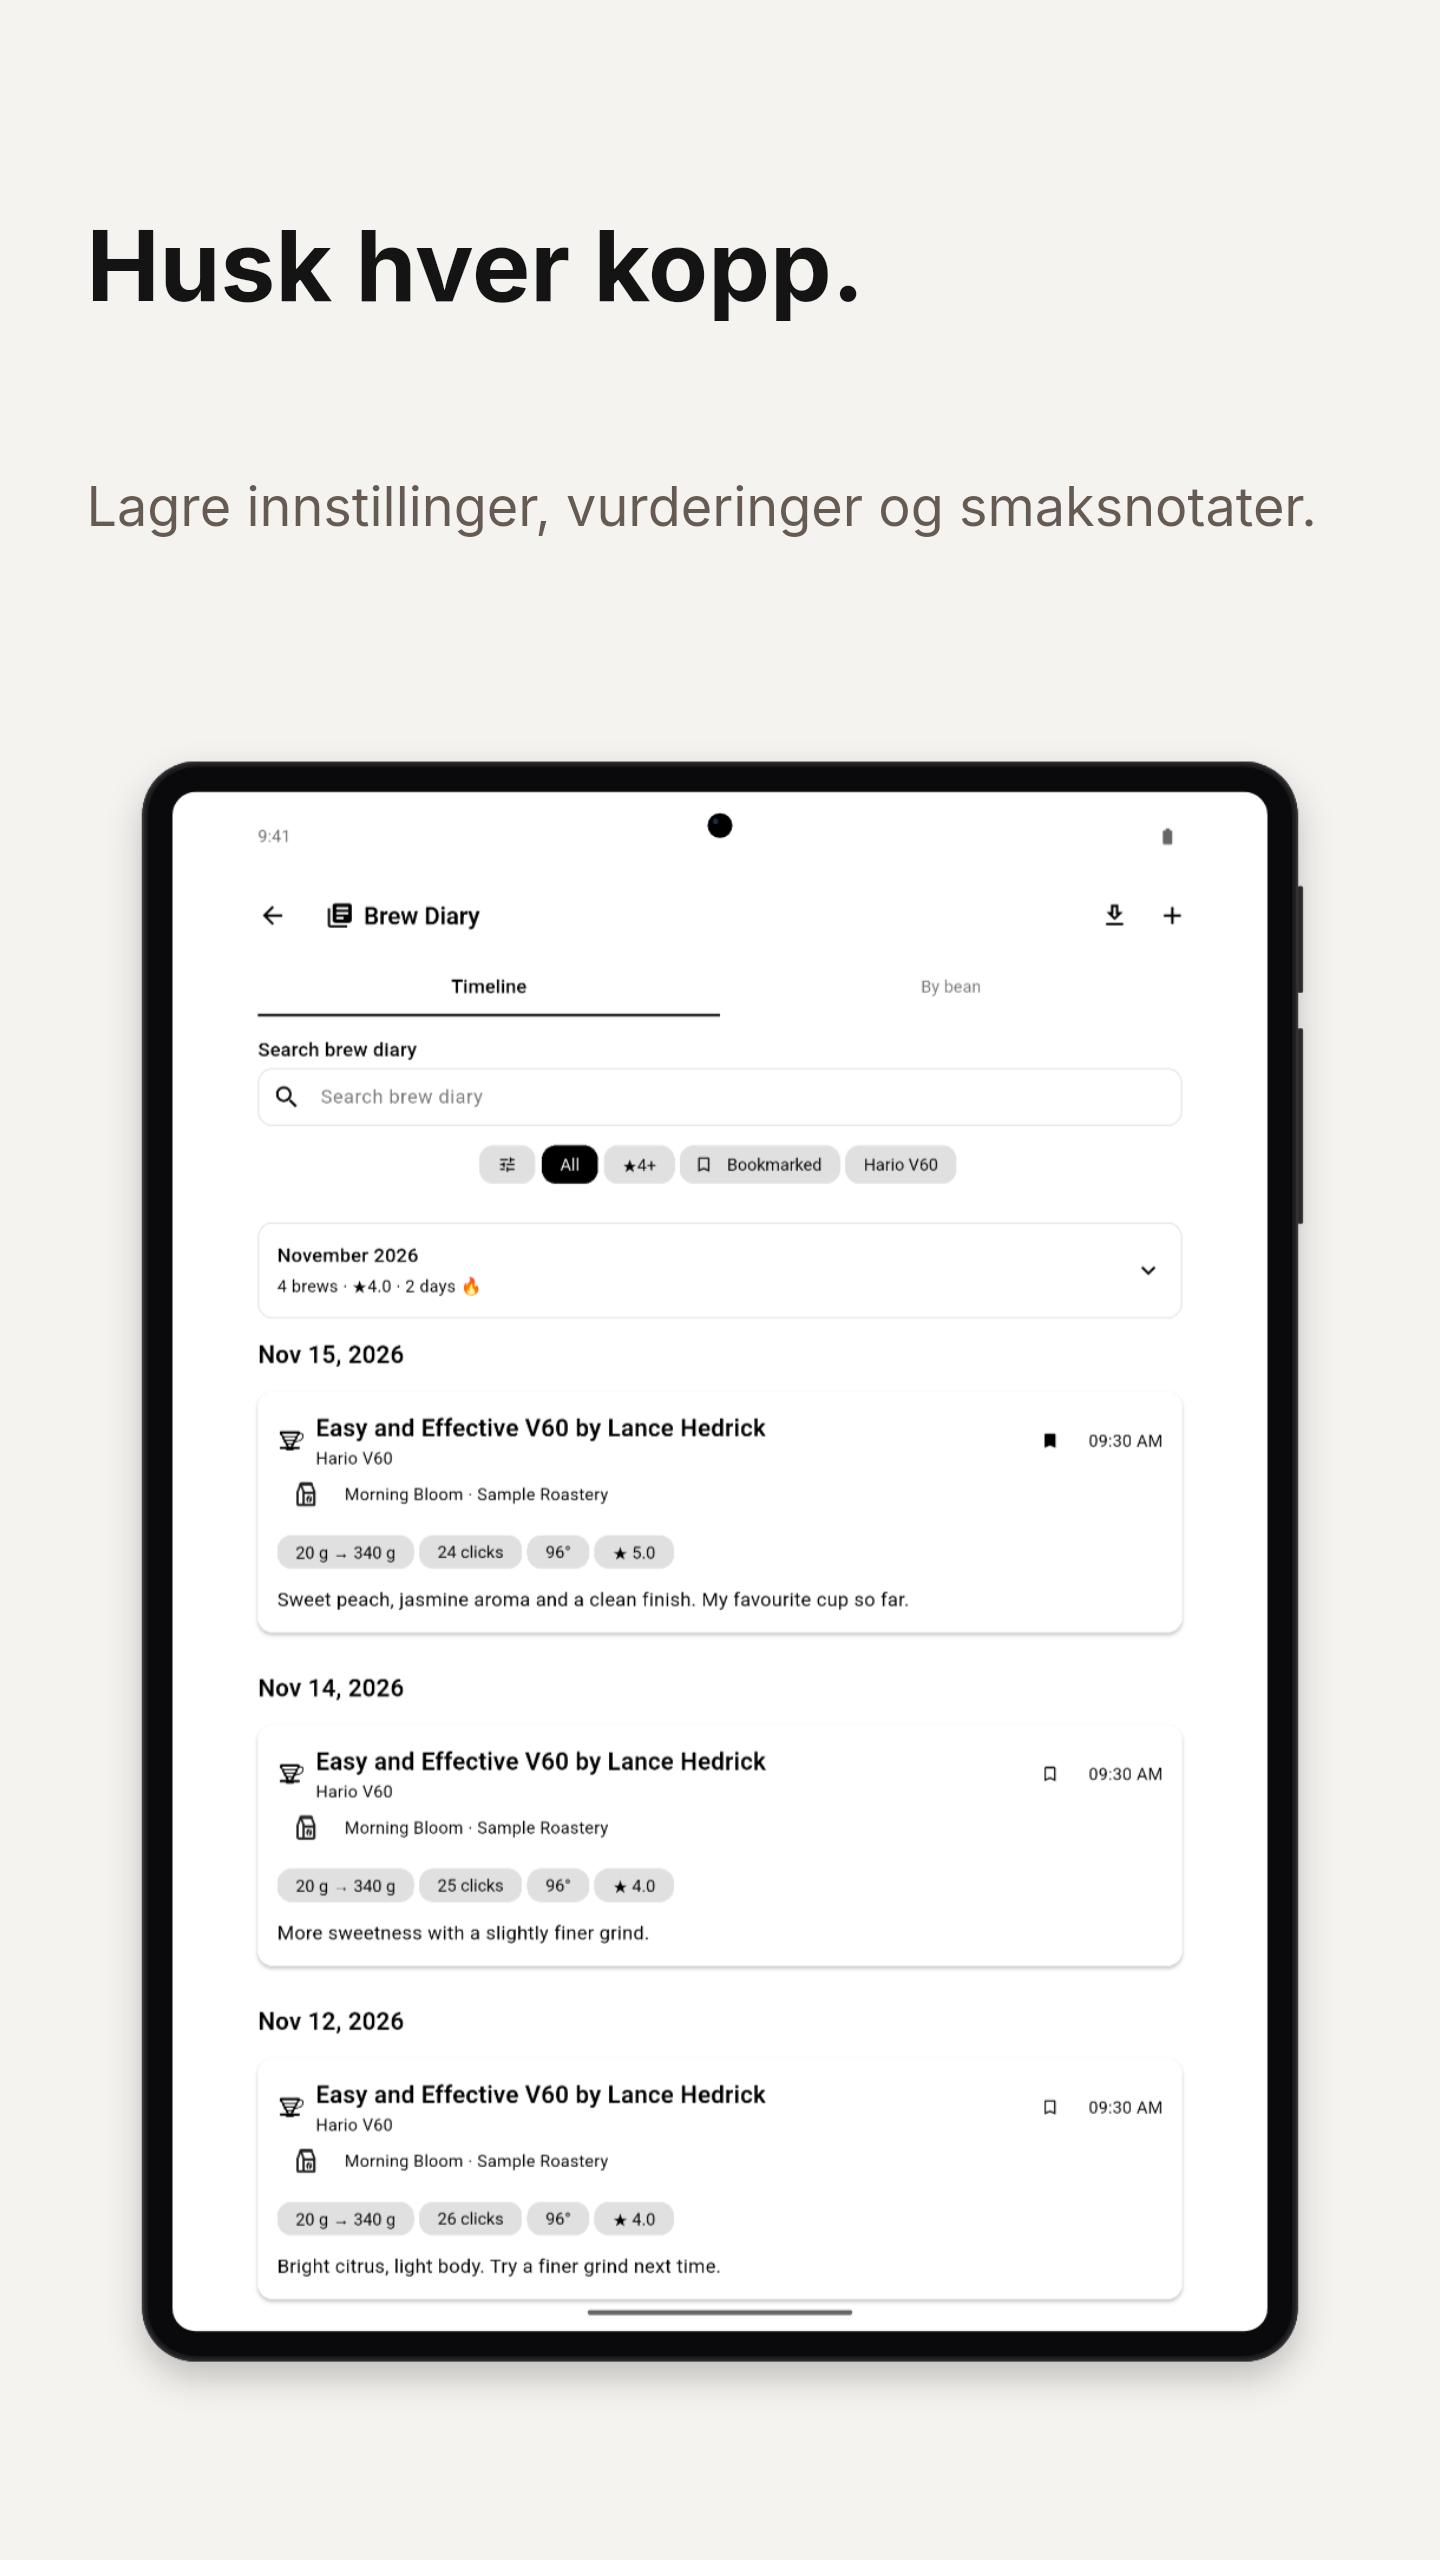 Husk hver kopp.
Lagre innstillinger, vurderinger og smaksnotater.
9:41
Brew Diary
Timeline
By bean
Search brew diary
Search brew diary
All
★4+
Bookmarked
Hario V60
November 2026
4 brews · ★4.0 · 2 days 🔥
Nov 15, 2026
Easy and Effective V60 by Lance Hedrick
09:30 AM
Hario V60
Morning Bloom · Sample Roastery
20 g → 340 g
24 clicks
96°
★ 5.0
Sweet peach, jasmine aroma and a clean finish. My favourite cup so far.
Nov 14, 2026
Easy and Effective V60 by Lance Hedrick
09:30 AM
Hario V60
Morning Bloom · Sample Roastery
20 g → 340 g
25 clicks
96°
★ 4.0
More sweetness with a slightly finer grind.
Nov 12, 2026
Easy and Effective V60 by Lance Hedrick
09:30 AM
Hario V60
Morning Bloom · Sample Roastery
20 g → 340 g
26 clicks
96°
★ 4.0
Bright citrus, light body. Try a finer grind next time.